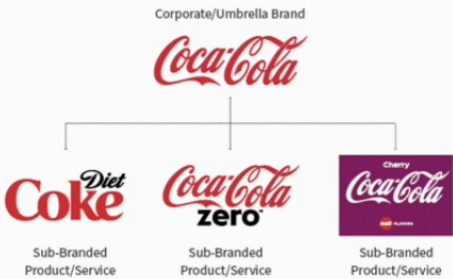 Corporate/Umbrella Brand
Coca-Cola
Diet
Coke
Coca-Cola
zero™
Cherry
Coca-Cola
Sub-Branded
Product/Service
Sub-Branded
Product/Service
Sub-Branded
Product/Service